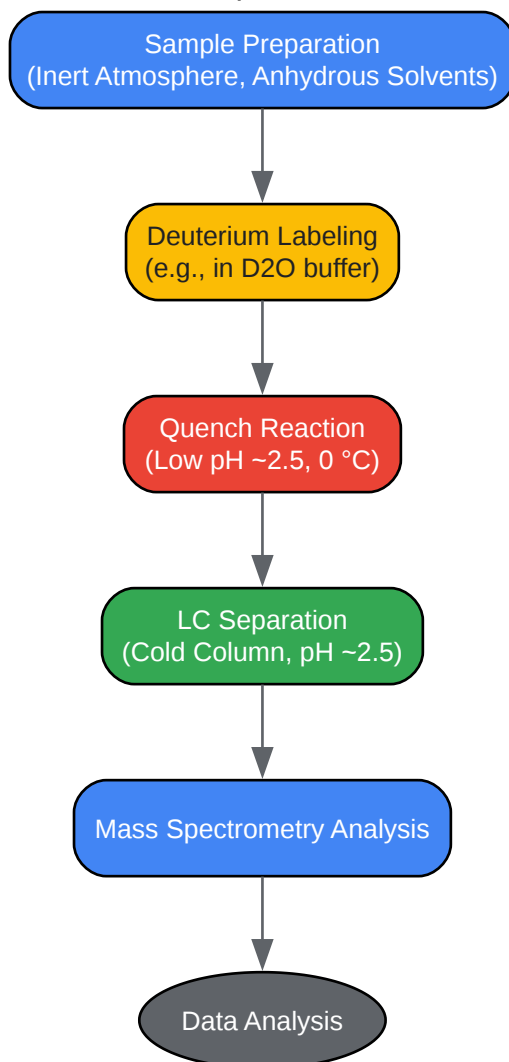 Sample Preparation
(Inert Atmosphere, Anhydrous Solvents)
Deuterium Labeling
(e.g., in D2O buffer)
Quench Reaction
(Low pH ~2.5, 0 °C)
LC Separation
(Cold Column, pH ~2.5)
Mass Spectrometry Analysis
Data Analysis